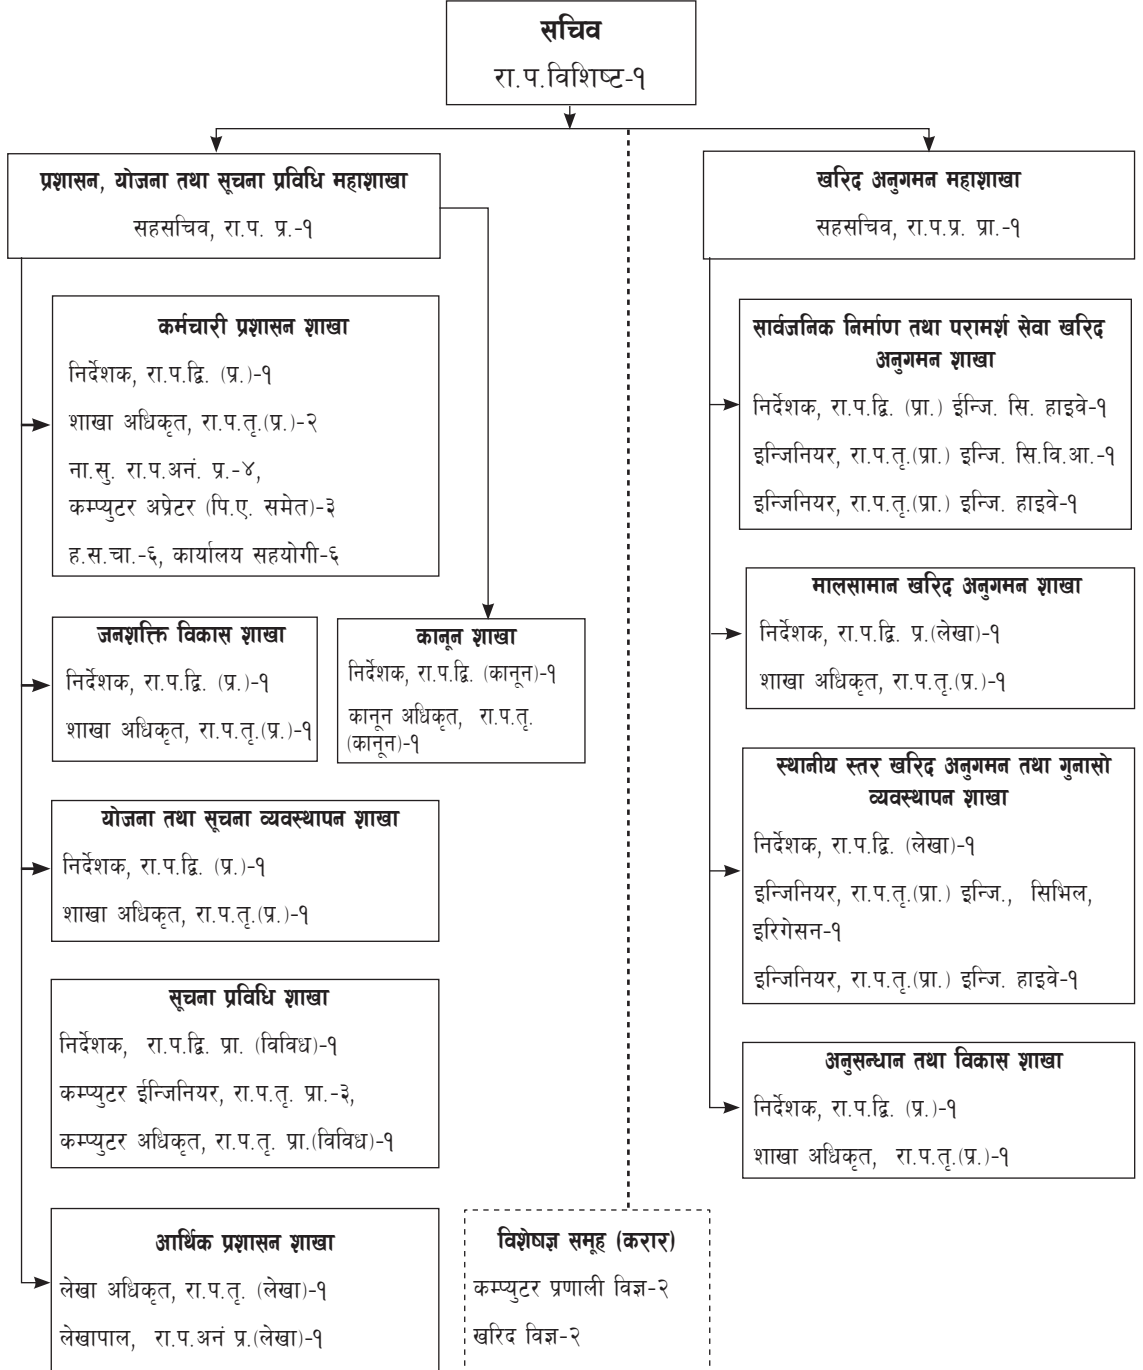 सचिव
रा.प.विशिष्ट-१
प्रशासन, योजना तथा सूचना प्रविधि महाशाखा
सहसचिव, रा.प. प्र.-१
खरिद अनुगमन महाशाखा
सहसचिव, रा.प.प्र. प्रा.-१
कर्मचारी प्रशासन शाखा
निर्देशक, रा.प.द्वि. (प्र.)-१
शाखा अधिकृत, रा.प.तृ.(प्र.)-२
ना.सु. रा.प.अनं. प्र.-४,
कम्प्युटर अप्रेटर (पि.ए. समेत)-३
ह.स.चा.-६, कार्यालय सहयोगी-६
जनशक्ति विकास शाखा
निर्देशक, रा.प.द्वि. (प्र.)-१
शाखा अधिकृत, रा.प.तृ.(प्र.)-१
कानून शाखा
निर्देशक, रा.प.द्वि. (कानून)-१
कानून अधिकृत, रा.प.तृ.
(कानून)-१
योजना तथा सूचना व्यवस्थापन शाखा
निर्देशक, रा.प.द्वि. (प्र.)-१
शाखा अधिकृत, रा.प.तृ.(प्र.)-१
सूचना प्रविधि शाखा
निर्देशक, रा.प.द्वि. प्रा. (विविध)-१
कम्प्युटर ईन्जिनियर, रा.प.तृ. प्रा.-३,
कम्प्युटर अधिकृत, रा.प.तृ. प्रा.(विविध)-१
आर्थिक प्रशासन शाखा
लेखा अधिकृत, रा.प.तृ. (लेखा)-१
लेखापाल, रा.प.अनं प्र.(लेखा)-१
विशेषज्ञ समूह (करार)
कम्प्युटर प्रणाली विज्ञ-२
खरिद विज्ञ-२
सार्वजनिक निर्माण तथा परामर्श सेवा खरिद
अनुगमन शाखा
निर्देशक, रा.प.द्वि. (प्रा.) ईन्जि. सि. हाइवे-१
इन्जिनियर, रा.प.तृ.(प्रा.) इन्जि. सि.वि.आ.-१
इन्जिनियर, रा.प.तृ.(प्रा.) इन्जि. हाइवे-१
मालसामान खरिद अनुगमन शाखा
निर्देशक, रा.प.द्वि. प्र.(लेखा)-१
शाखा अधिकृत, रा.प.तृ.(प्र.)-१
स्थानीय स्तर खरिद अनुगमन तथा गुनासो
व्यवस्थापन शाखा
निर्देशक, रा.प.द्वि. (लेखा)-१
इन्जिनियर, रा.प.तृ.(प्रा.) इन्जि., सिभिल,
इरिगेसन-१
इन्जिनियर, रा.प.तृ.(प्रा.) इन्जि. हाइवे-१
अनुसन्धान तथा विकास शाखा
निर्देशक, रा.प.द्वि. (प्र.)-१
शाखा अधिकृत, रा.प.तृ.(प्र.)-१